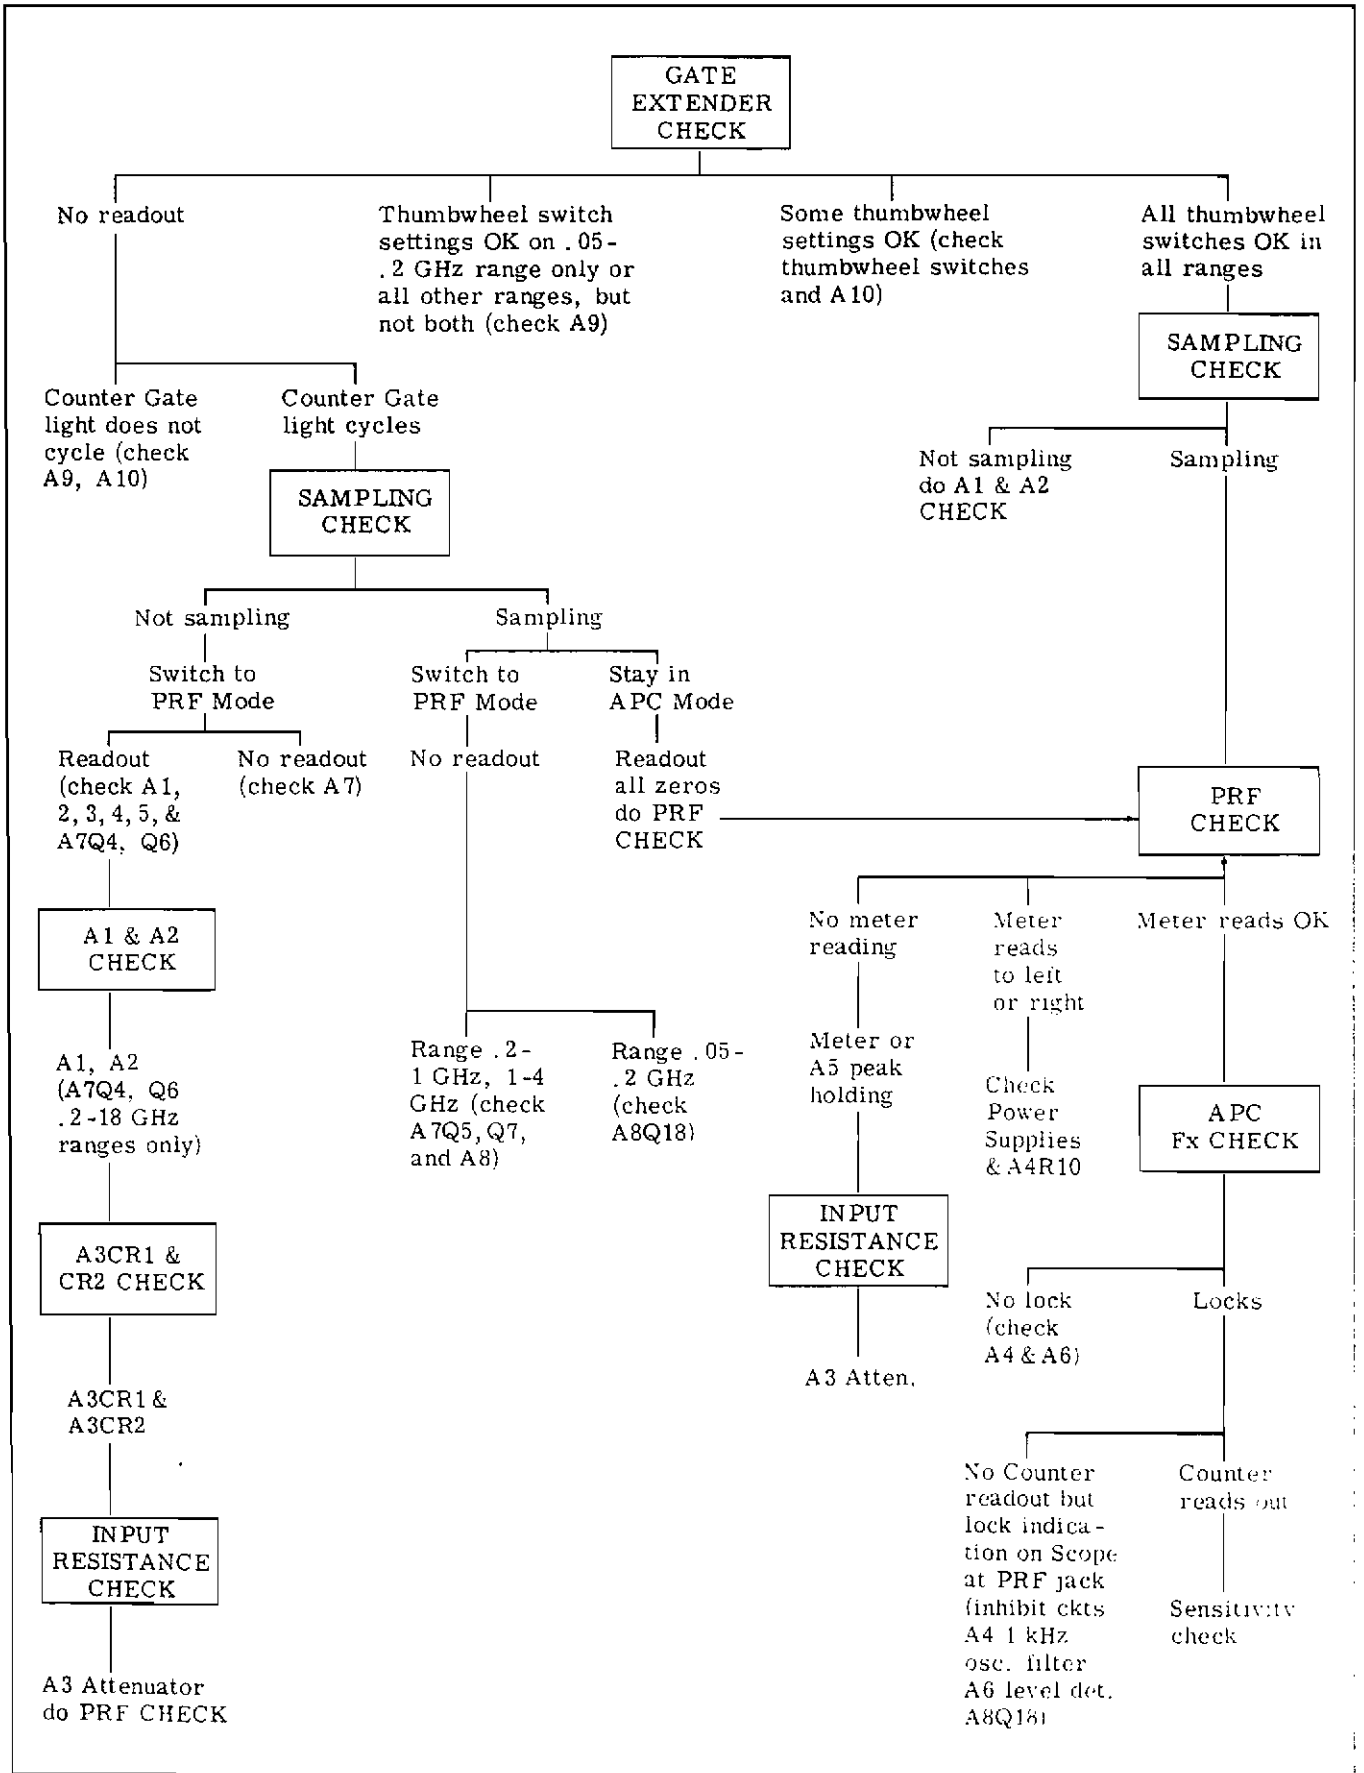 GATE
EXTENDER
CHECK
No readout
Thumbwheel switch
settings OK on .05-
.2 GHz range only or
all other ranges, but
not both (check A9)
Some thumbwheel
settings OK (check
thumbwheel switches
and A10)
All thumbwheel
switches OK in
all ranges
SAMPLING
CHECK
Counter Gate
light does not
cycle (check
A9, A10)
Counter Gate
light cycles
Not sampling
do A1 & A2
CHECK
Sampling
SAMPLING
CHECK
Not sampling
Sampling
Switch to
PRF Mode
Switch to
PRF Mode
Stay in
APC Mode
Readout
(check A1,
2, 3, 4, 5, &
A7Q4, Q6)
No readout
(check A7)
No readout
Readout
all zeros
do PRF
CHECK
PRF
CHECK
A1 & A2
CHECK
No meter
reading
Meter
reads
to left
or right
Meter reads OK
A1, A2
(A7Q4, Q6
.2-18 GHz
ranges only)
Range .2-
1 GHz, 1-4
GHz (check
A7Q5, Q7,
and A8)
Range .05-
.2 GHz
(check
A8Q18)
Meter or
A5 peak
holding
Check
Power
Supplies
& A4R10
APC
Fx CHECK
A3CR1 &
CR2 CHECK
INPUT
RESISTANCE
CHECK
No lock
(check
A4 & A6)
Locks
A3 Atten.
A3CR1 &
A3CR2
No Counter
readout but
lock indica-
tion on Scope
at PRF jack
(inhibit ckts
A4 1 kHz
osc. filter
A6 level det.
A8Q18)
Counter
reads out
Sensitivity
check
INPUT
RESISTANCE
CHECK
A3 Attenuator
do PRF CHECK